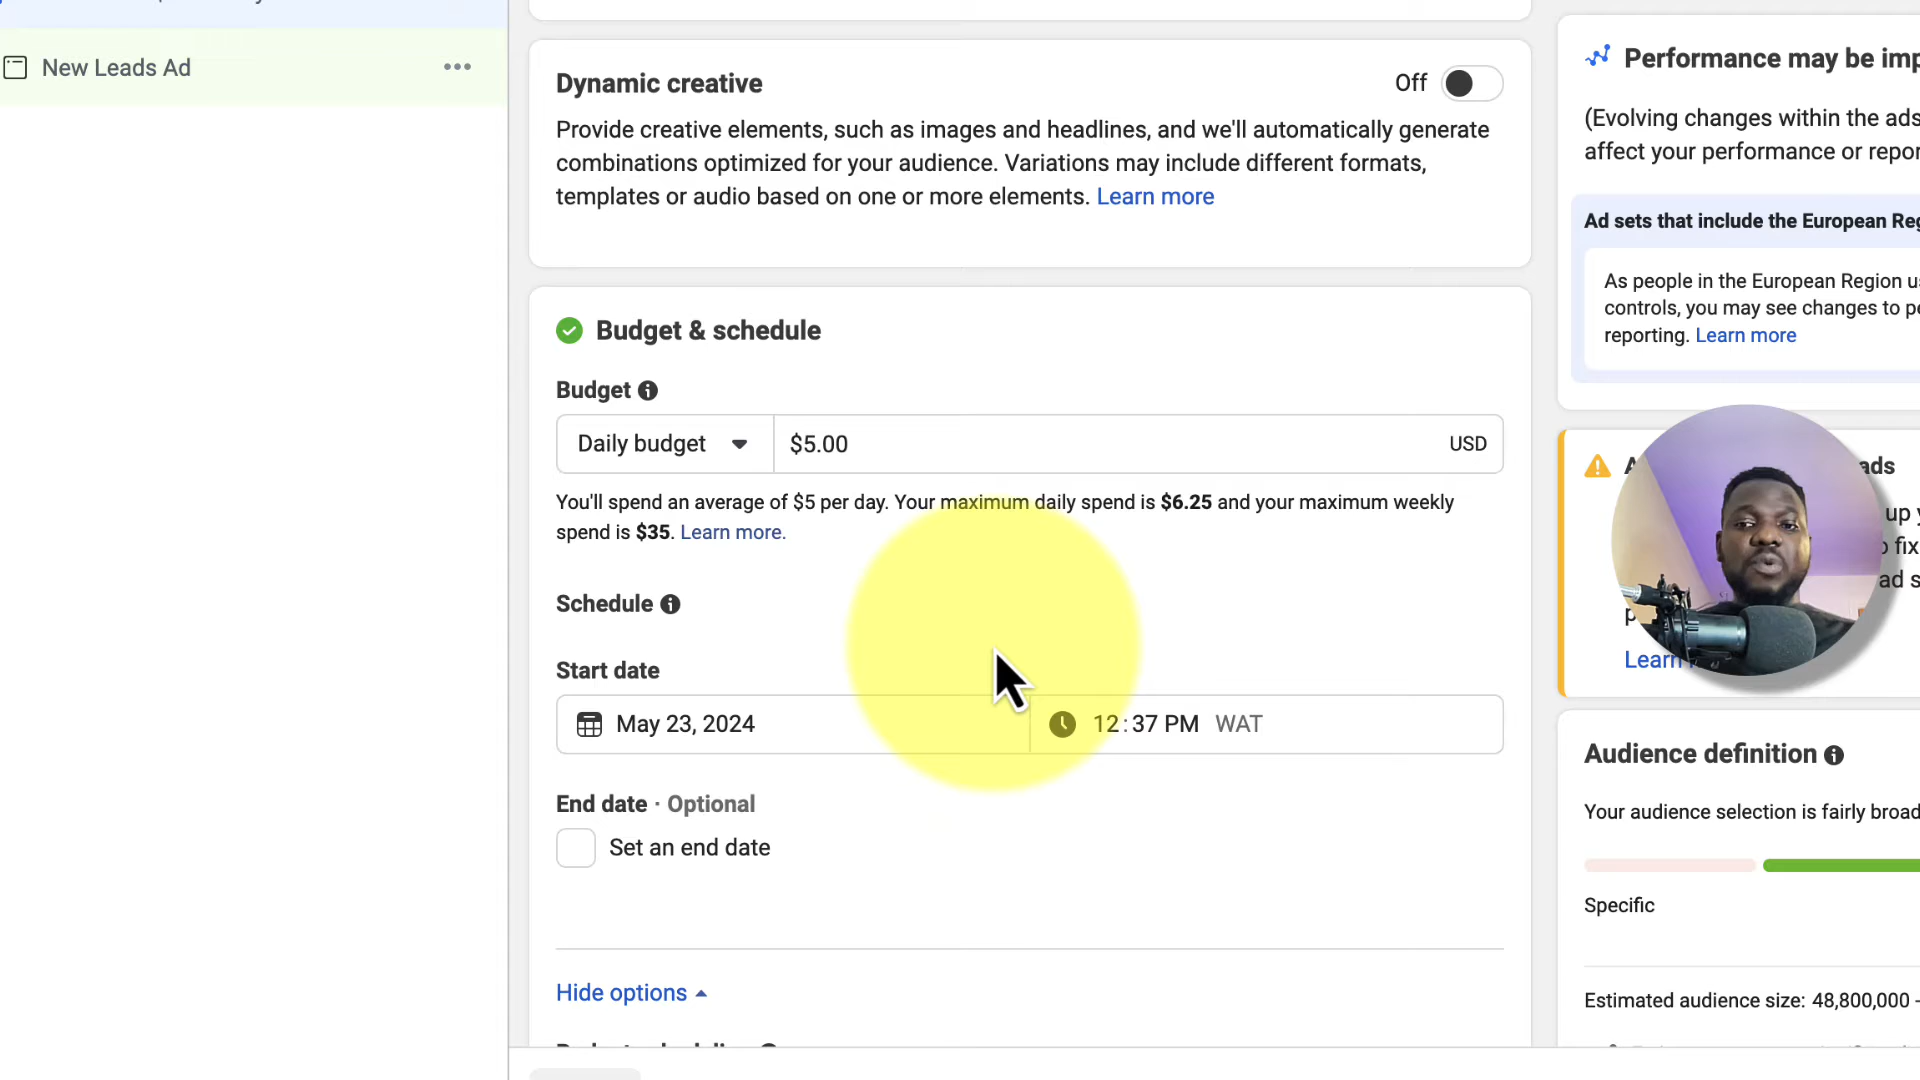 New Leads Ad
Dynamic creative
Off
Provide creative elements, such as images and headlines, and we'll automatically generate
combinations optimized for your audience. Variations may include different formats,
templates or audio based on one or more elements. Learn more
Budget & schedule
Budget
Daily budget
$5.00
USD
You'll spend an average of $5 per day. Your maximum daily spend is $6.25 and your maximum weekly
spend is $35. Learn more.
Schedule
Start date
May 23, 2024
12:37 PM WAT
End date · Optional
Set an end date
Hide options
Performance may be
(Evolving changes within the ads
affect your performance or
Ad sets that include the European
As people in the European Region
controls, you may see changes to
reporting. Learn more
up
fix
ad
Learn
Audience definition
Your audience selection is fairly broad
Specific
Estimated audience size: 48,800,000 -